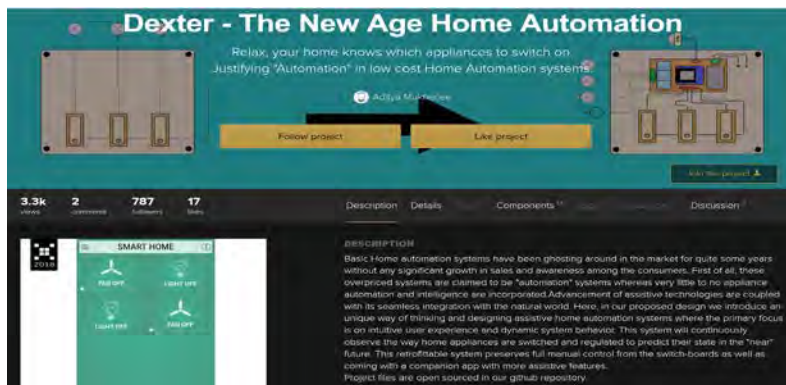 Dexter - The New Age Home Automation
Relax, your home knows which appliances to switch on.
Justifying "Automation" in low cost Home Automation systems.
Aditya Mukherjee
Follow project
Like project
Join this project
3.3k
views
2
comments
787
followers
17
likes
Description
Details
Components
Discussion
2016
SMART HOME
FAN OFF
LIGHT OFF
LIGHT OFF
FAN OFF
DESCRIPTION
Basic Home automation systems have been ghosting around in the market for quite some years
without any significant growth in sales and awareness among the consumers. First of all, these
overpriced systems are claimed to be "automation" systems whereas very little to no appliance
automation and intelligence are incorporated.Advancement of assistive technologies are coupled
with its seamless integration with the natural world. Here, in our proposed design we introduce an
unique way of thinking and designing assistive home automation systems where the primary focus
is on intuitive user experience and dynamic system behavior. This system will continuously
observe the way home appliances are switched and regulated to predict their state in the "near"
future. This retrofittable system preserves full manual control from the switch-boards as well as
coming with a companion app with more assistive features.
Project files are open sourced in our github repository